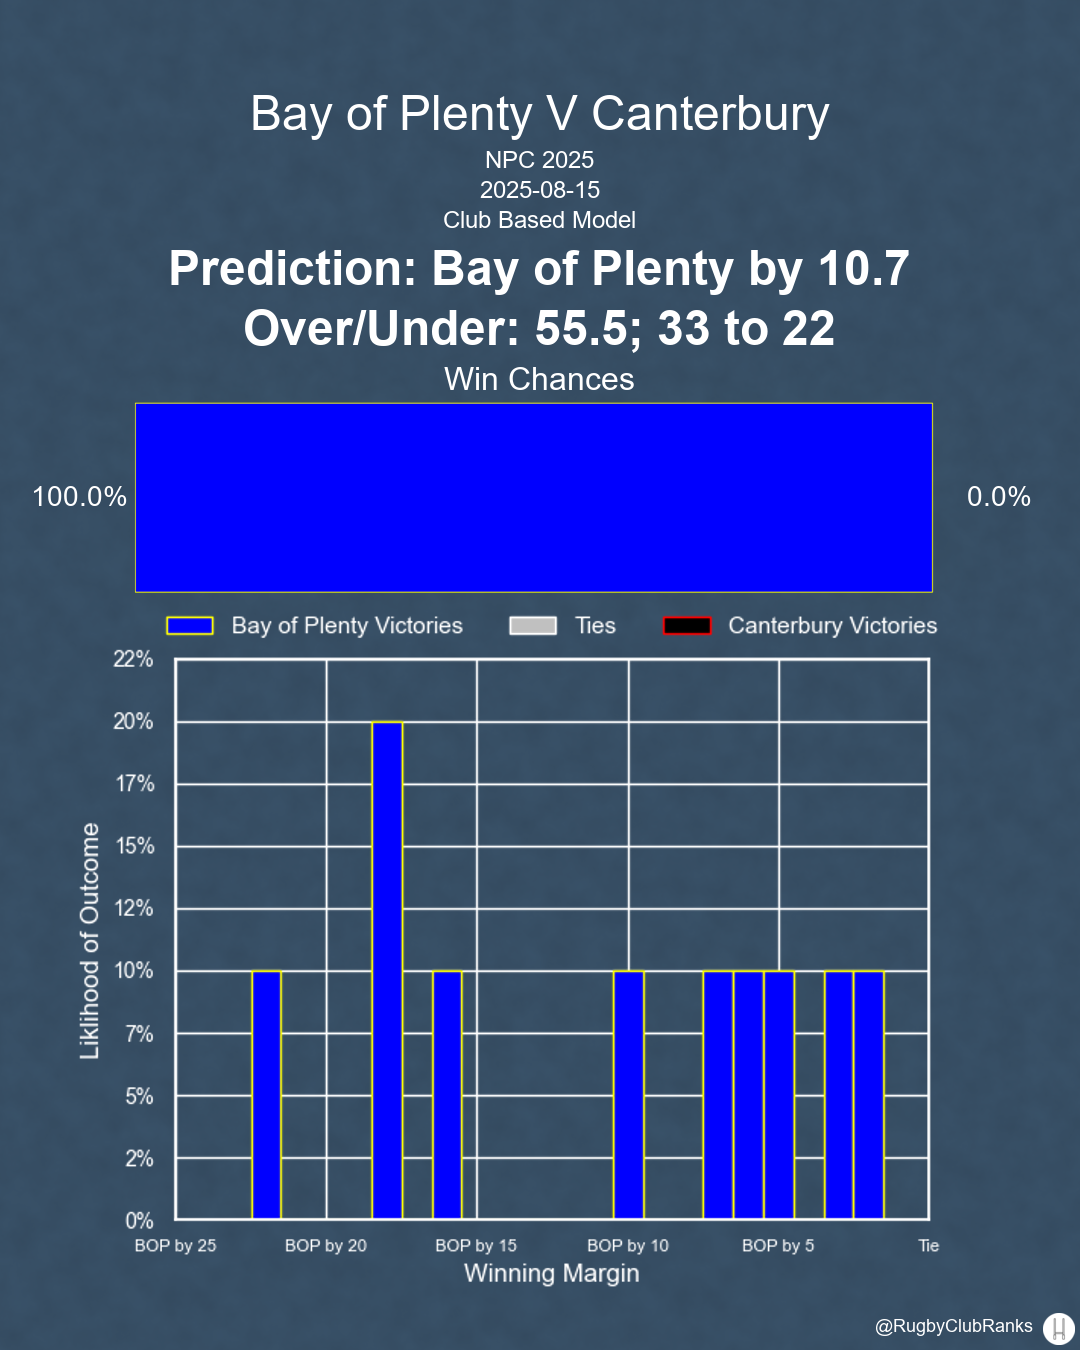 Bay of Plenty V Canterbury
NPC 2025
2025-08-15
Club Based Model
Prediction: Bay of Plenty by 10.7
Over/Under: 55.5; 33 to 22
Win Chances
100.0%
0.0%
Bay of Plenty Victories
Ties
Canterbury Victories
22%
20%
17%
15%
12%
10%
7%
5%
2%
0%
Liklihood of Outcome
BOP by 25
BOP by 20
BOP by 15
BOP by 10
BOP by 5
Tie
Winning Margin
@RugbyClubRanks